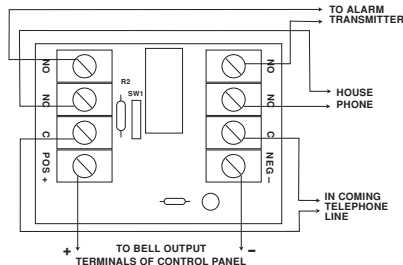 TO ALARM
TRANSMITTER
NO
NO
R2
SW1
NC
NC
HOUSE
PHONE
C
C
POS +
NEG –
IN COMING
TELEPHONE
LINE
+
–
TO BELL OUTPUT
TERMINALS OF CONTROL PANEL